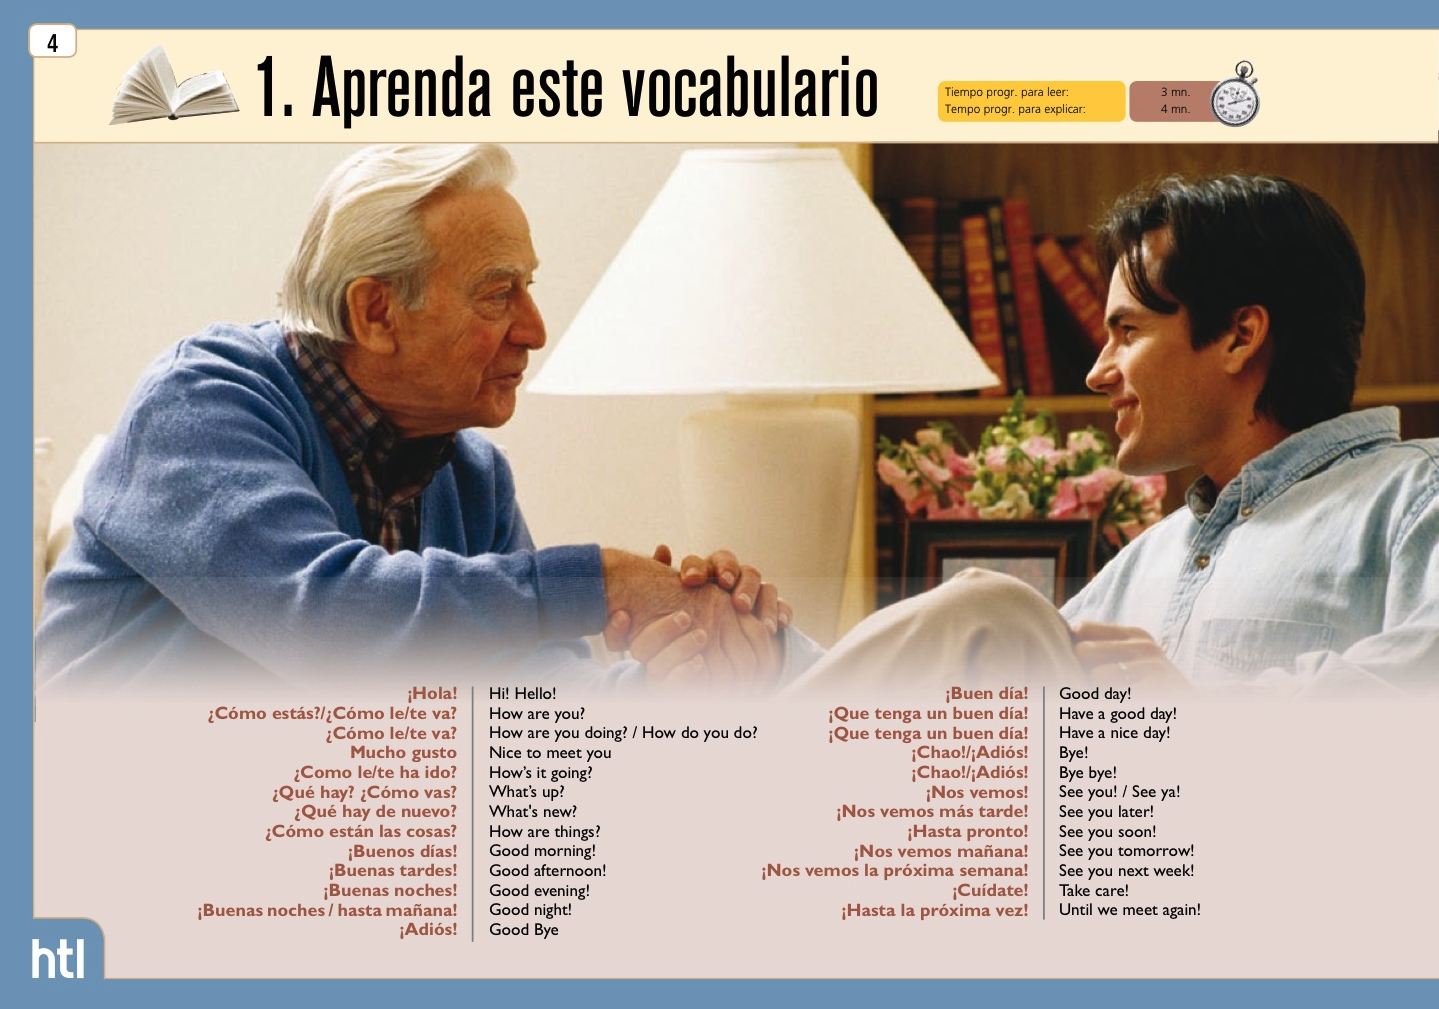 4
1. Aprenda este vocabulario
Tiempo progr. para leer: 3 mn.
Tempo progr. para explicar: 4 mn.
¡Hola! Hi! Hello!
¿Cómo estás?/¿Cómo le/te va? How are you?
¿Cómo le/te va? How are you doing? / How do you do?
Mucho gusto Nice to meet you
¿Como le/te ha ido? How’s it going?
¿Qué hay? ¿Cómo vas? What’s up?
¿Qué hay de nuevo? What's new?
¿Cómo están las cosas? How are things?
¡Buenos días! Good morning!
¡Buenas tardes! Good afternoon!
¡Buenas noches! Good evening!
¡Buenas noches / hasta mañana! Good night!
¡Adiós! Good Bye
¡Buen día! Good day!
¡Que tenga un buen día! Have a good day!
¡Que tenga un buen día! Have a nice day!
¡Chao!/¡Adiós! Bye!
¡Chao!/¡Adiós! Bye bye!
¡Nos vemos! See you! / See ya!
¡Nos vemos más tarde! See you later!
¡Hasta pronto! See you soon!
¡Nos vemos mañana! See you tomorrow!
¡Nos vemos la próxima semana! See you next week!
¡Cuídate! Take care!
¡Hasta la próxima vez! Until we meet again!
htl